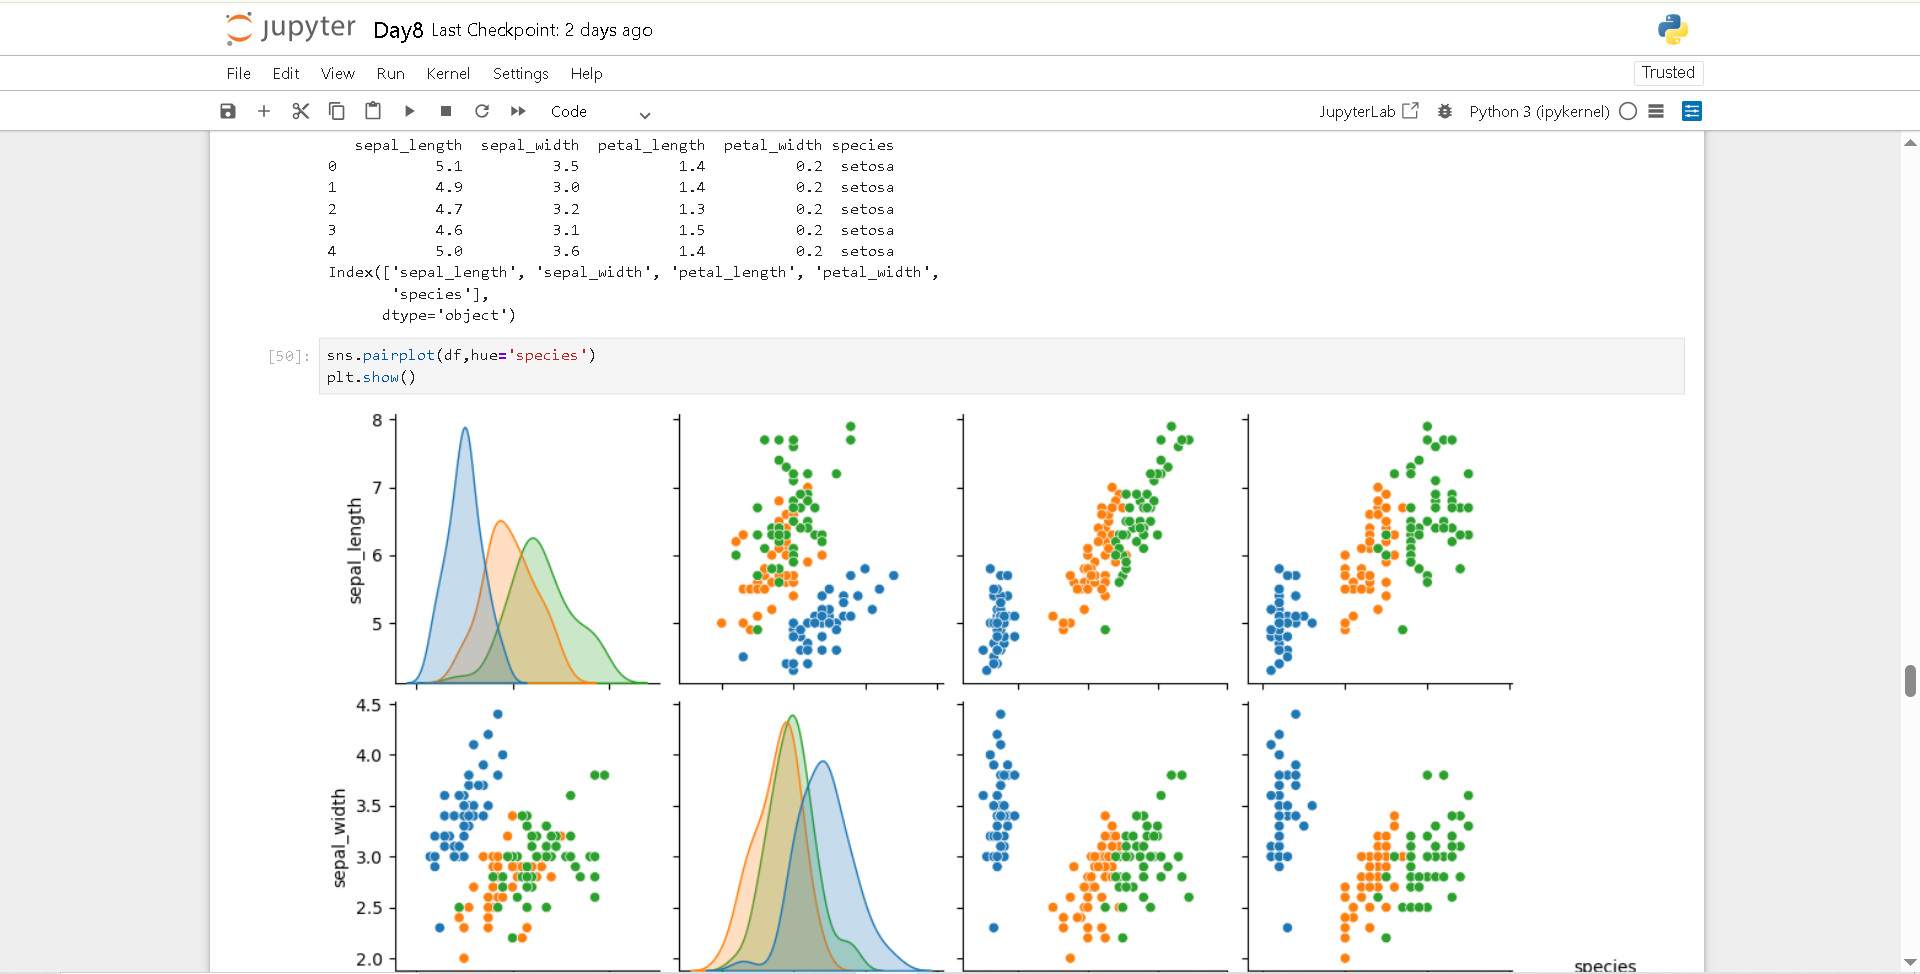 jupyter Day8 Last Checkpoint: 2 days ago
File Edit View Run Kernel Settings Help Trusted
Code JupyterLab Python 3 (ipykernel)
sepal_length sepal_width petal_length petal_width species
0 5.1 3.5 1.4 0.2 setosa
1 4.9 3.0 1.4 0.2 setosa
2 4.7 3.2 1.3 0.2 setosa
3 4.6 3.1 1.5 0.2 setosa
4 5.0 3.6 1.4 0.2 setosa
Index(['sepal_length', 'sepal_width', 'petal_length', 'petal_width',
'species'],
dtype='object')
[50]: sns.pairplot(df,hue='species')
plt.show()
8
7
6
5
sepal_length
4.5
4.0
3.5
3.0
2.5
2.0
sepal_width
species